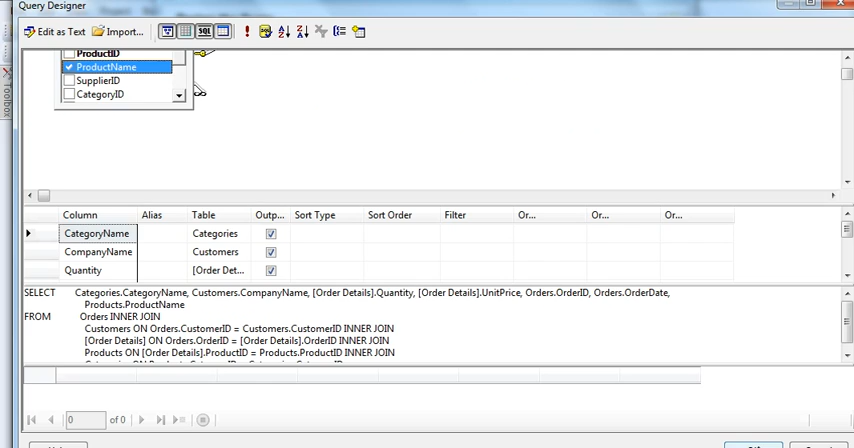 Query Designer
Edit as Text Import... SQL
ProductID
ProductName
SupplierID
CategoryID
Toolbox
Column Alias Table Outp... Sort Type Sort Order Filter Or... Or... Or...
CategoryName Categories
CompanyName Customers
Quantity [Order Det...
SELECT Categories.CategoryName, Customers.CompanyName, [Order Details].Quantity, [Order Details].UnitPrice, Orders.OrderID, Orders.OrderDate,
Products.ProductName
FROM Orders INNER JOIN
Customers ON Orders.CustomerID = Customers.CustomerID INNER JOIN
[Order Details] ON Orders.OrderID = [Order Details].OrderID INNER JOIN
Products ON [Order Details].ProductID = Products.ProductID INNER JOIN
0 of 0